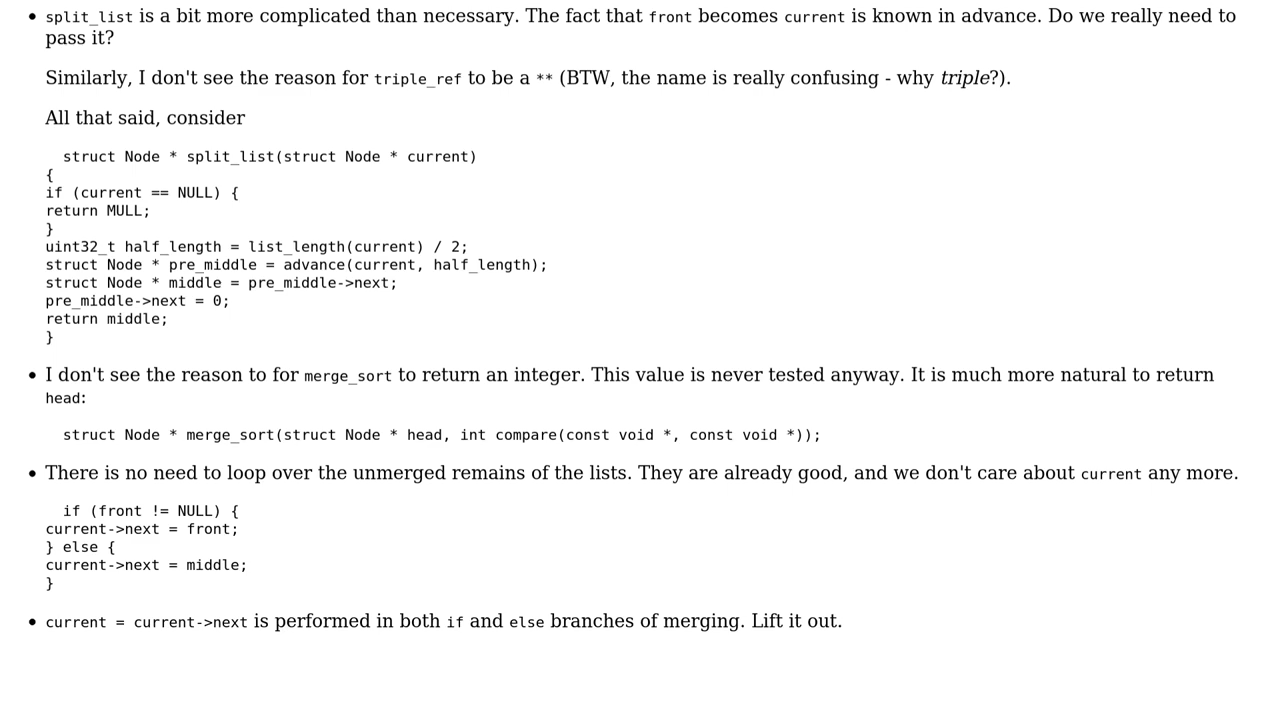 • split_list is a bit more complicated than necessary. The fact that front becomes current is known in advance. Do we really need to
pass it?
Similarly, I don't see the reason for triple_ref to be a ** (BTW, the name is really confusing - why triple?).
All that said, consider
struct Node * split_list(struct Node * current)
{
if (current == NULL) {
return MULL;
}
uint32_t half_length = list_length(current) / 2;
struct Node * pre_middle = advance(current, half_length);
struct Node * middle = pre_middle->next;
pre_middle->next = 0;
return middle;
}
• I don't see the reason to for merge_sort to return an integer. This value is never tested anyway. It is much more natural to return
head:
struct Node * merge_sort(struct Node * head, int compare(const void *, const void *));
• There is no need to loop over the unmerged remains of the lists. They are already good, and we don't care about current any more.
if (front != NULL) {
current->next = front;
} else {
current->next = middle;
}
• current = current->next is performed in both if and else branches of merging. Lift it out.